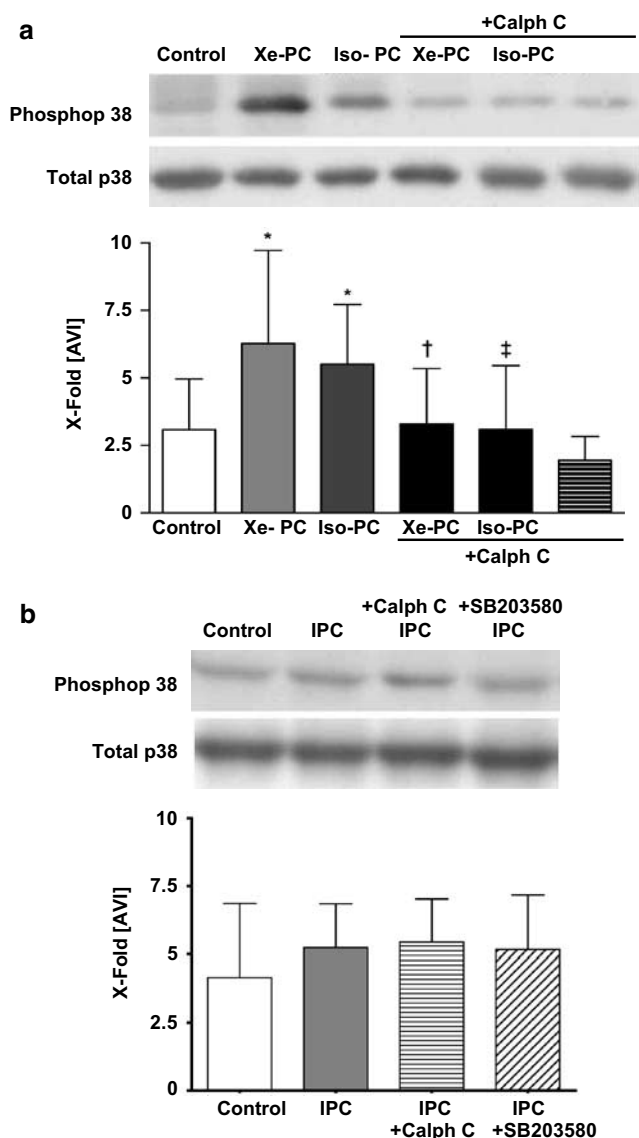 a
+Calph C
Control Xe-PC Iso- PC Xe-PC Iso-PC
Phosphop 38
Total p38
10
7.5
5
2.5
0
X-Fold [AVI]
* * † ‡
Control Xe- PC Iso-PC Xe-PC Iso-PC
+Calph C
b
+Calph C +SB203580
Control IPC IPC IPC
Phosphop 38
Total p38
10
7.5
5
2.5
0
X-Fold [AVI]
Control IPC IPC IPC
+Calph C +SB203580